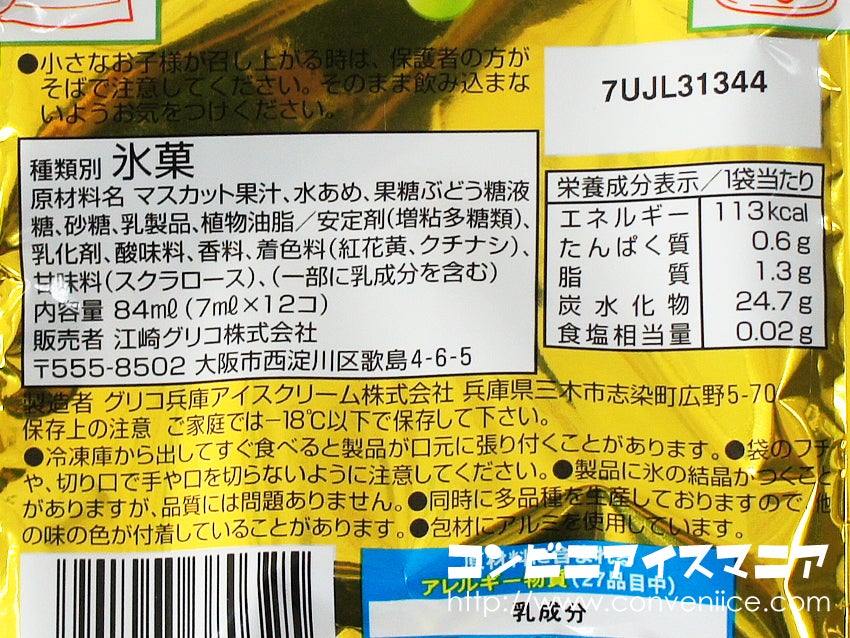 ●小さなお子様が召し上がる時は、保護者の方が
そばで注意してください。そのまま飲み込まな
いようお気をつけください。
7UJL31344
種類別 氷菓
原材料名 マスカット果汁、水あめ、果糖ぶどう糖液
糖、砂糖、乳製品、植物油脂／安定剤(増粘多糖類)、
乳化剤、酸味料、香料、着色料(紅花黄、クチナシ)、
甘味料(スクラロース)、(一部に乳成分を含む)
内容量 84ml(7ml×12コ)
販売者 江崎グリコ株式会社
〒555-8502 大阪市西淀川区歌島4-6-5
栄養成分表示／1袋当たり
エネルギー 113kcal
たんぱく質 0.6g
脂質 1.3g
炭水化物 24.7g
食塩相当量 0.02g
製造者 グリコ兵庫アイスクリーム株式会社 兵庫県三木市志染町広野5-70
保存上の注意 ご家庭では-18℃以下で保存して下さい。
●冷凍庫から出してすぐ食べると製品が口元に張り付くことがあります。●袋のフチ
や、切り口で手や口を切らないように注意してください。●製品に氷の結晶がつくこと
がありますが、品質には問題ありません。●同時に多品種を生産しておりますので、他
の味の色が付着していることがあります。●包材にアルミを使用しています。
コンビニアイスマニア
原材料に含まれる
アレルギー物質(27品目中)
http://www.conveniice.com/
乳成分